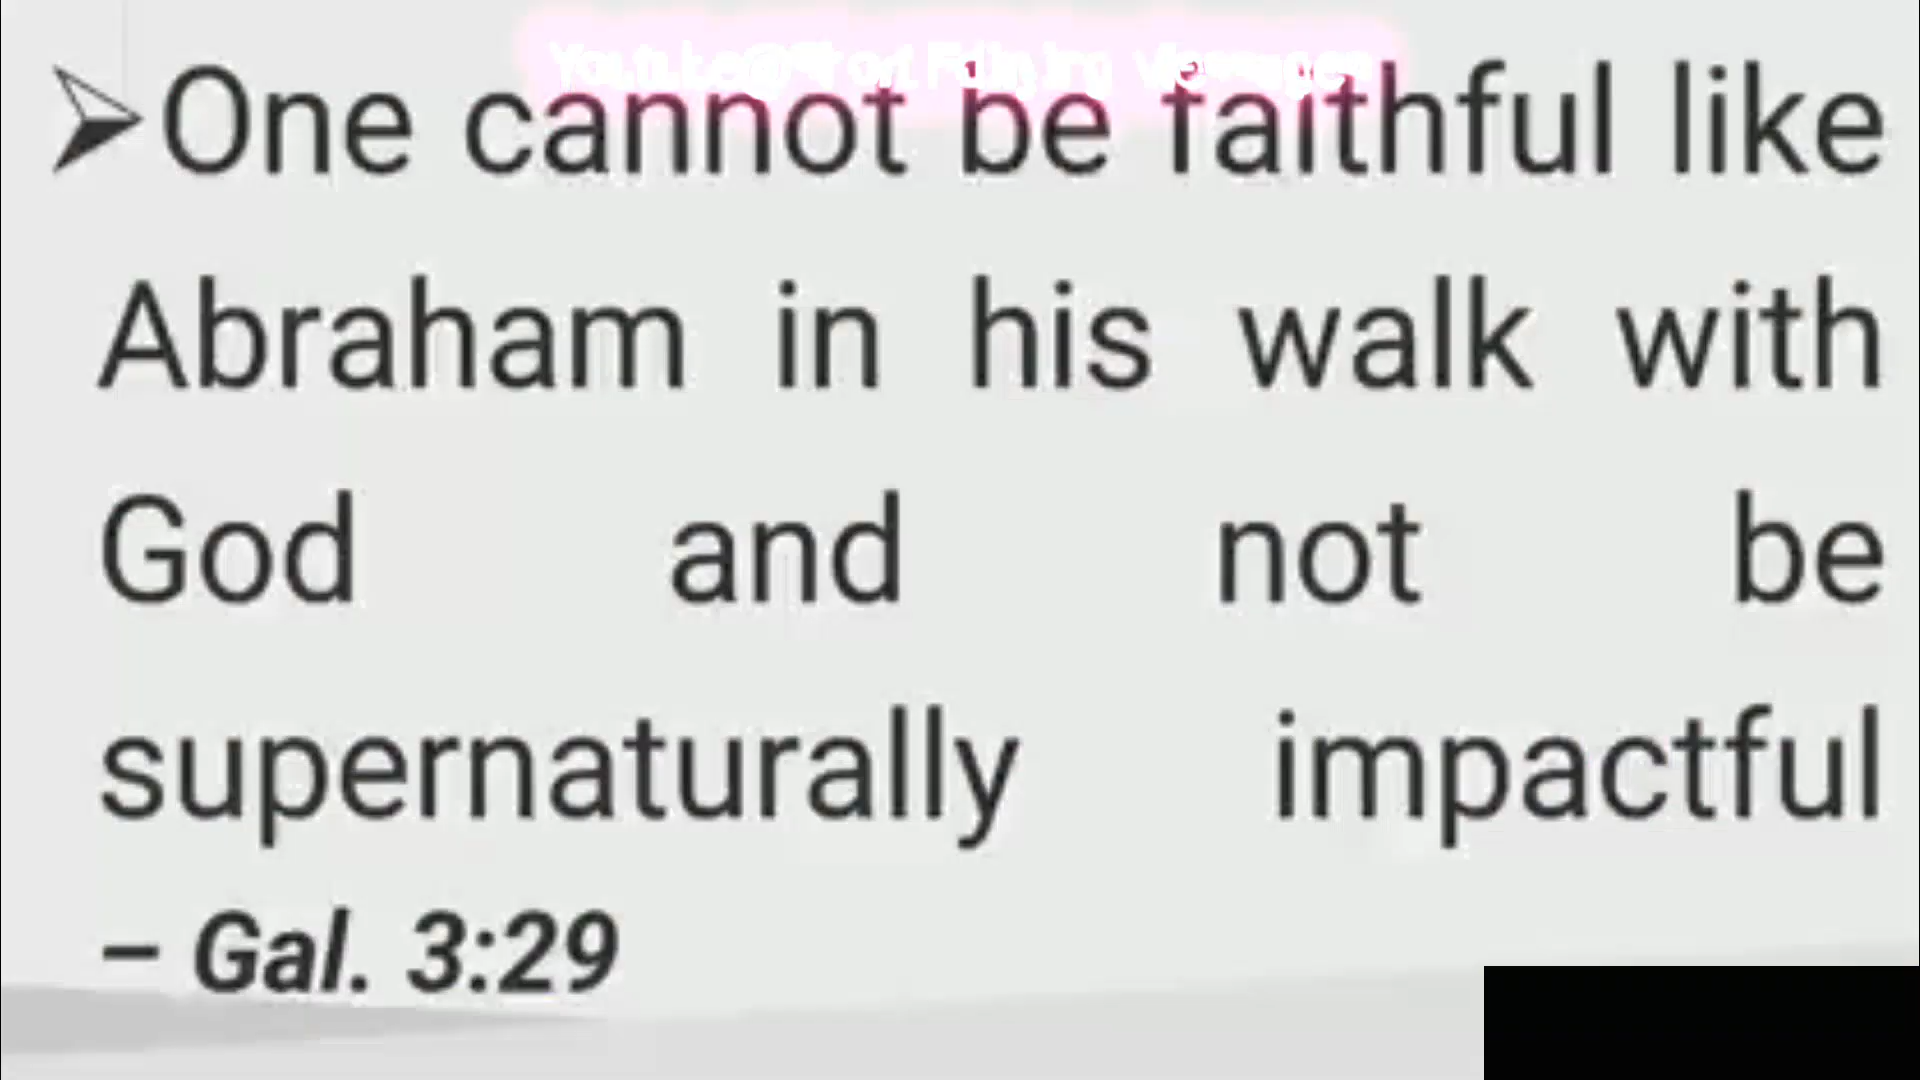 ➢One cannot be faithful like
Abraham in his walk with
God and not be
supernaturally impactful
– Gal. 3:29